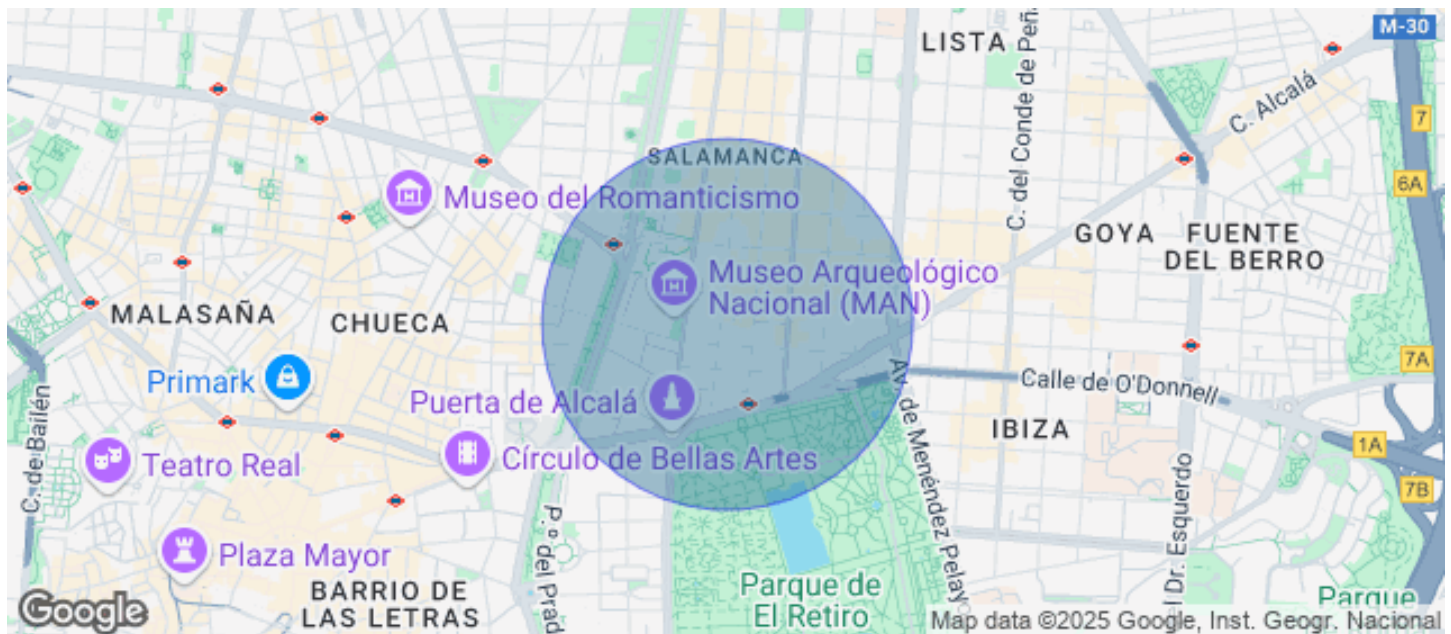 M-30
LISTA
C. del Conde de Peña
C. Alcalá
7
SALAMANCA
6A
Museo del Romanticismo
GOYA
FUENTE
DEL BERRO
Museo Arqueológico
Nacional (MAN)
MALASAÑA
CHUECA
7A
Primark
Calle de O'Donnell
Puerta de Alcalá
Av. de Menéndez Pelayo
IBIZA
C. de Bailén
1A
Teatro Real
Círculo de Bellas Artes
7B
P.º del Prad
l Dr. Esquerdo
Plaza Mayor
BARRIO DE
LAS LETRAS
Parque de
El Retiro
Parque
Google
Map data ©2025 Google, Inst. Geogr. Nacional